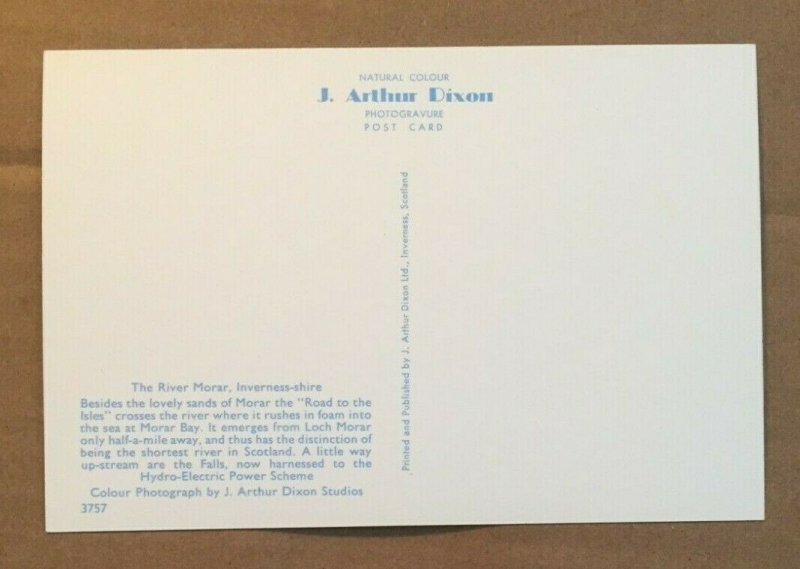 NATURAL COLOUR
J. Arthur Dixon
PHOTOGRAVURE
POST CARD
Printed and Published by J. Arthur Dixon Ltd., Inverness, Scotland
The River Morar, Inverness-shire
Besides the lovely sands of Morar the "Road to the
Isles" crosses the river where it rushes in foam into
the sea at Morar Bay. It emerges from Loch Morar
only half-a-mile away, and thus has the distinction of
being the shortest river in Scotland. A little way
up-stream are the Falls, now harnessed to the
Hydro-Electric Power Scheme
Colour Photograph by J. Arthur Dixon Studios
3757